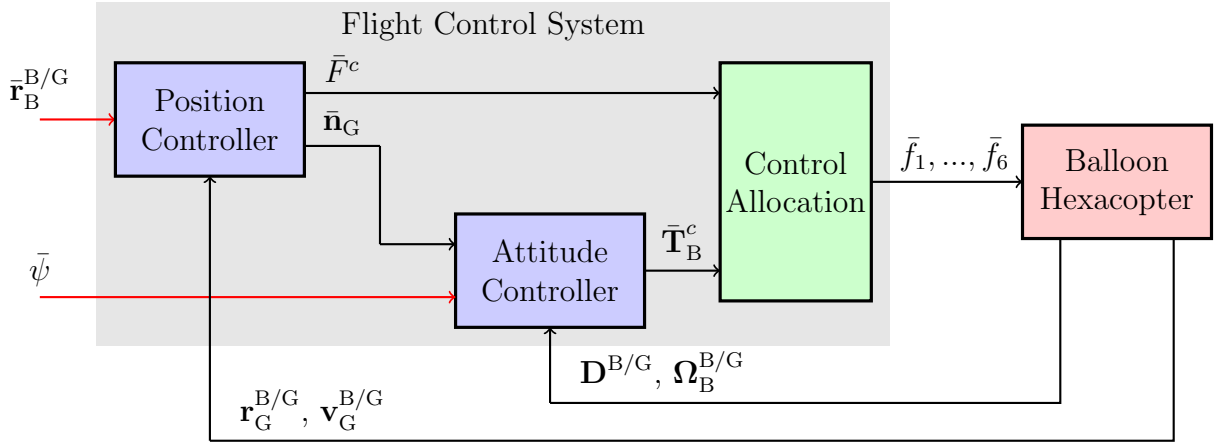 Flight Control System
r̄_B^{B/G}
Position
Controller
F̄^c
n̄_G
Control
Allocation
f̄_1, ..., f̄_6
Balloon
Hexacopter
ψ̄
Attitude
Controller
T̄_B^c
D^{B/G}, Ω_B^{B/G}
r_G^{B/G}, v_G^{B/G}